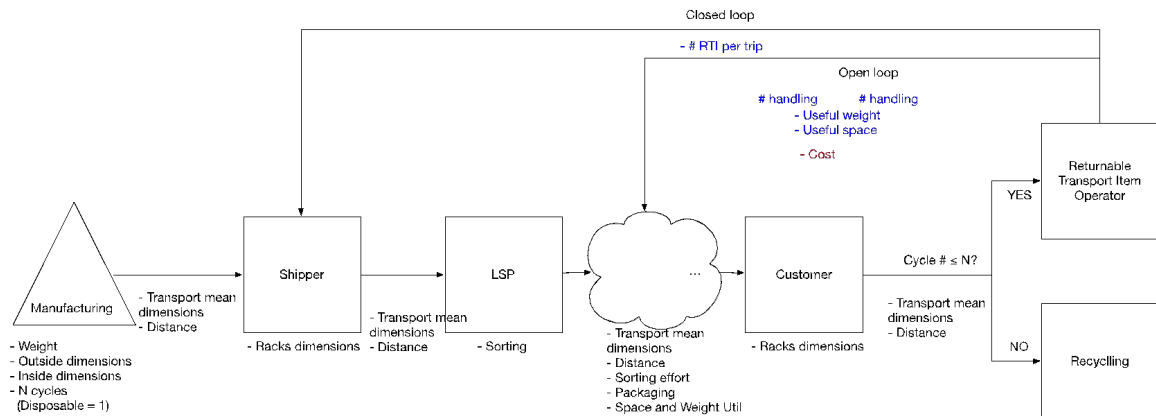 Closed loop
- # RTI per trip
Open loop
# handling # handling
- Useful weight
- Useful space
- Cost
Returnable
Transport Item
Operator
YES
Shipper
LSP
...
Customer
Cycle # ≤ N?
Manufacturing
- Transport mean
dimensions
- Distance
- Transport mean
dimensions
- Distance
- Transport mean
dimensions
- Distance
- Weight
- Outside dimensions
- Inside dimensions
- N cycles
(Disposable = 1)
- Racks dimensions
- Sorting
- Transport mean
dimensions
- Distance
- Sorting effort
- Packaging
- Space and Weight Util
- Racks dimensions
NO
Recyclling